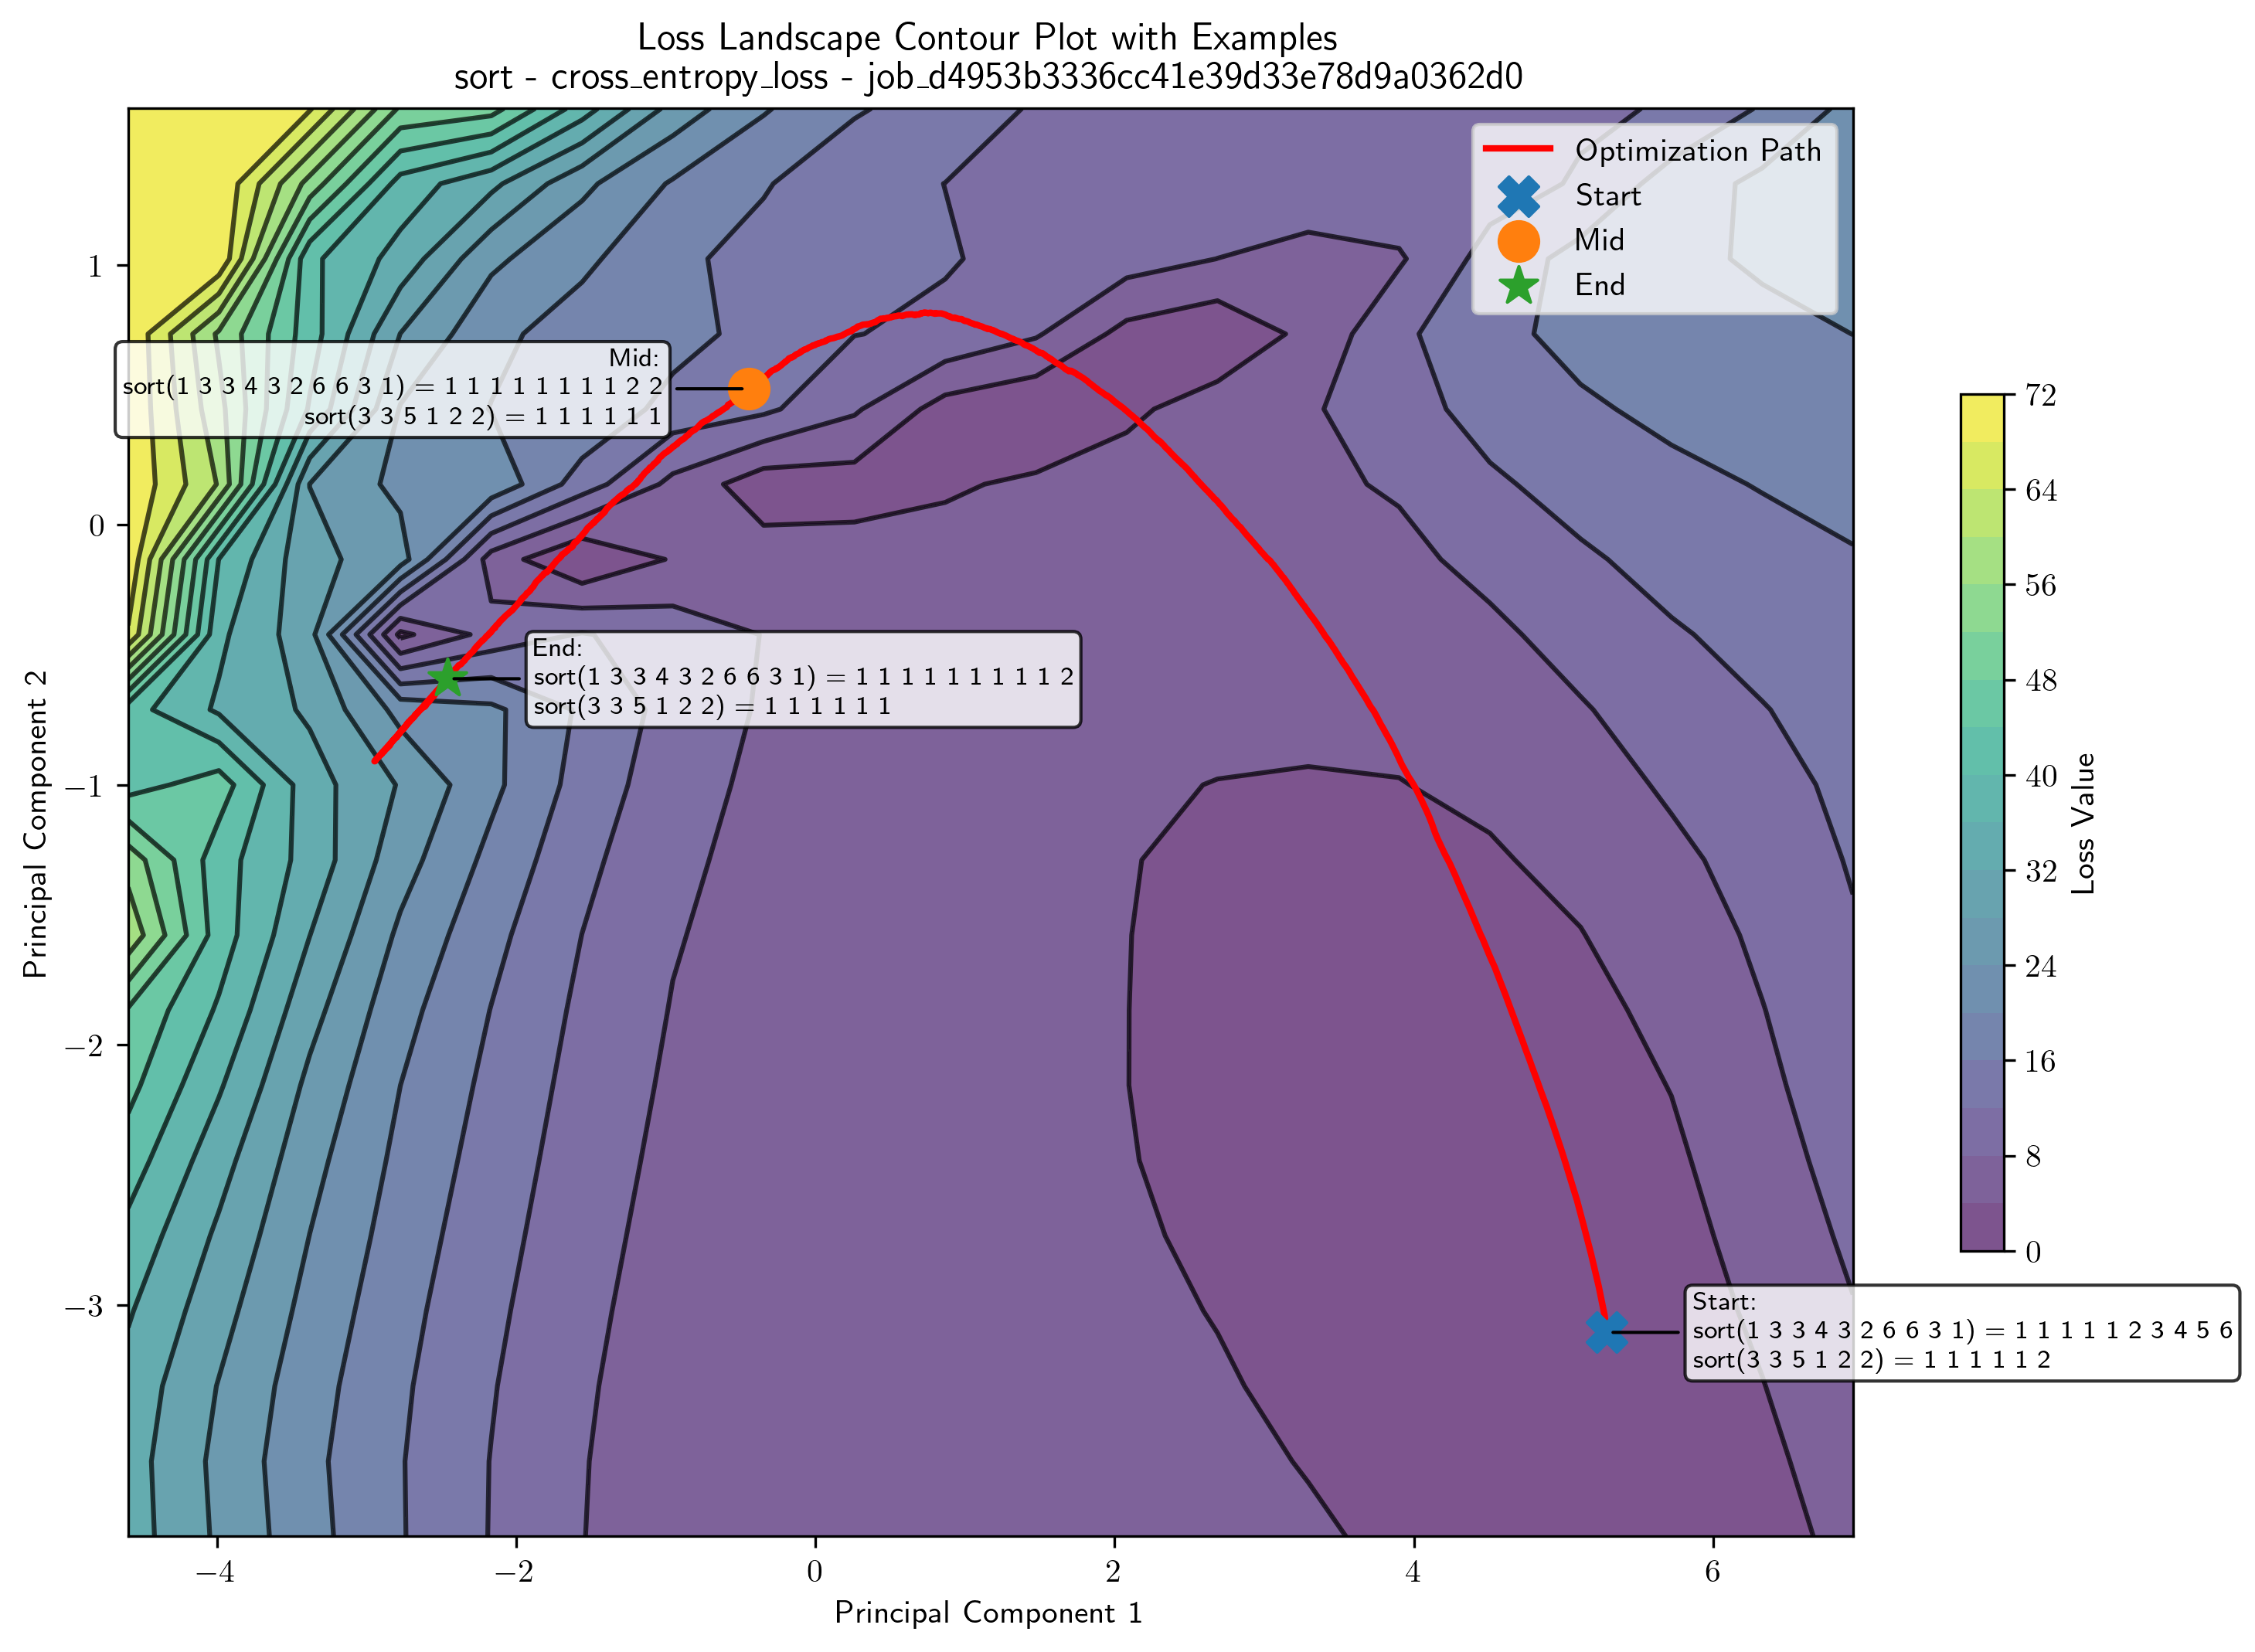 Loss Landscape Contour Plot with Examples
sort - cross_entropy_loss - job_d4953b3336cc41e39d33e78d9a0362d0
Optimization Path
Start
Mid
End
Mid:
sort(1 3 3 4 3 2 6 6 3 1) = 1 1 1 1 1 1 1 1 2 2
sort(3 3 5 1 2 2) = 1 1 1 1 1 1
End:
sort(1 3 3 4 3 2 6 6 3 1) = 1 1 1 1 1 1 1 1 1 2
sort(3 3 5 1 2 2) = 1 1 1 1 1 1
Start:
sort(1 3 3 4 3 2 6 6 3 1) = 1 1 1 1 1 2 3 4 5 6
sort(3 3 5 1 2 2) = 1 1 1 1 1 2
1
0
−1
−2
−3
Principal Component 2
−4
−2
0
2
4
6
Principal Component 1
72
64
56
48
40
32
24
16
8
0
Loss Value